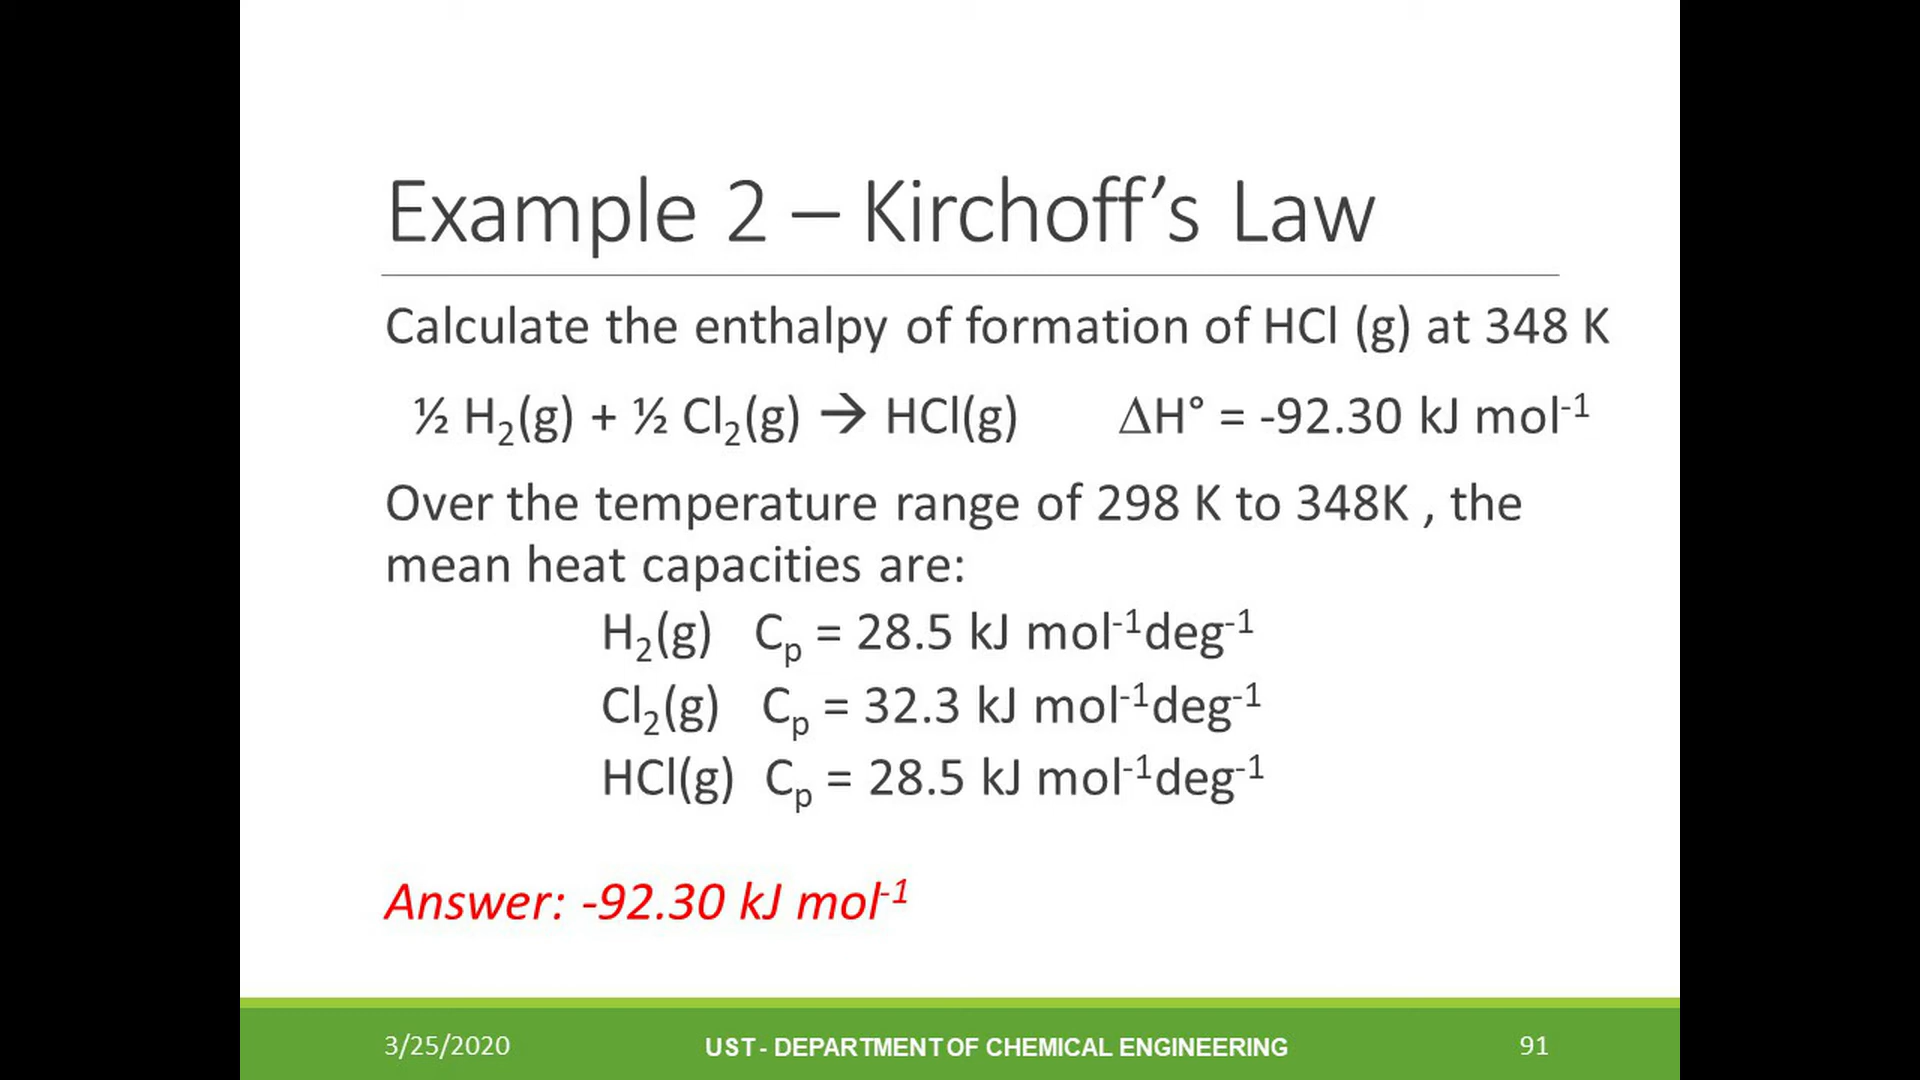 Example 2 – Kirchoff’s Law
Calculate the enthalpy of formation of HCl (g) at 348 K
½ H₂(g) + ½ Cl₂(g) → HCl(g) ΔH° = -92.30 kJ mol⁻¹
Over the temperature range of 298 K to 348K , the
mean heat capacities are:
H₂(g) Cₚ = 28.5 kJ mol⁻¹deg⁻¹
Cl₂(g) Cₚ = 32.3 kJ mol⁻¹deg⁻¹
HCl(g) Cₚ = 28.5 kJ mol⁻¹deg⁻¹
Answer: -92.30 kJ mol⁻¹
3/25/2020 UST - DEPARTMENT OF CHEMICAL ENGINEERING 91